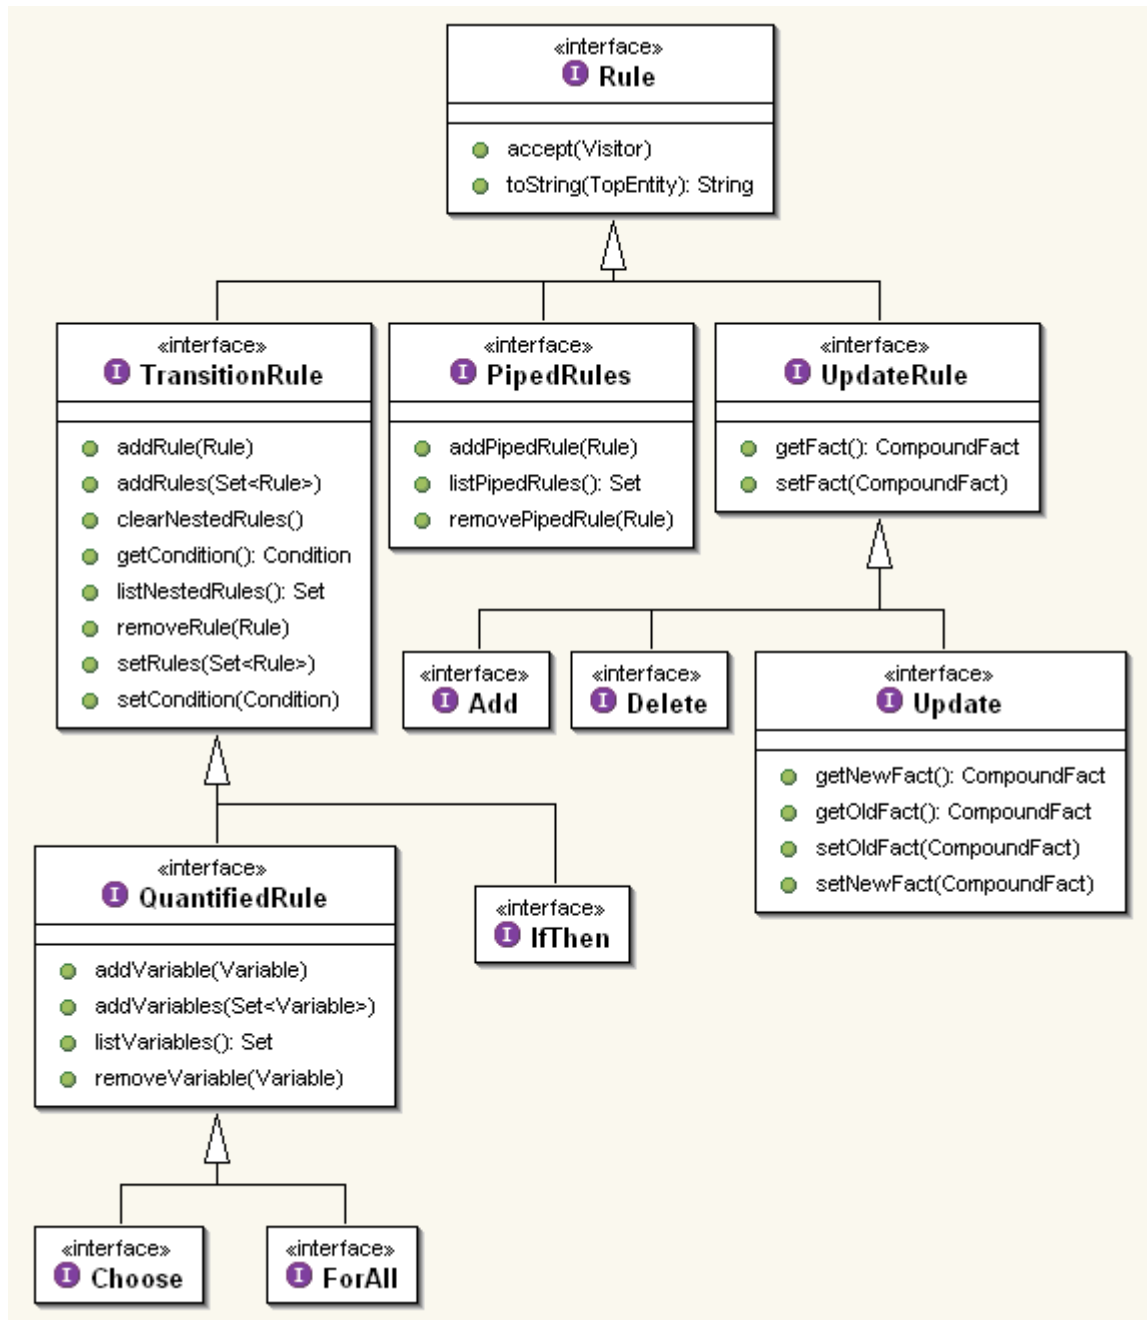 «interface»
I Rule
accept(Visitor)
toString(TopEntity): String
«interface»
I TransitionRule
addRule(Rule)
addRules(Set<Rule>)
clearNestedRules()
getCondition(): Condition
listNestedRules(): Set
removeRule(Rule)
setRules(Set<Rule>)
setCondition(Condition)
«interface»
I PipedRules
addPipedRule(Rule)
listPipedRules(): Set
removePipedRule(Rule)
«interface»
I UpdateRule
getFact(): CompoundFact
setFact(CompoundFact)
«interface»
I Add
«interface»
I Delete
«interface»
I Update
getNewFact(): CompoundFact
getOldFact(): CompoundFact
setOldFact(CompoundFact)
setNewFact(CompoundFact)
«interface»
I QuantifiedRule
addVariable(Variable)
addVariables(Set<Variable>)
listVariables(): Set
removeVariable(Variable)
«interface»
I IfThen
«interface»
I Choose
«interface»
I ForAll